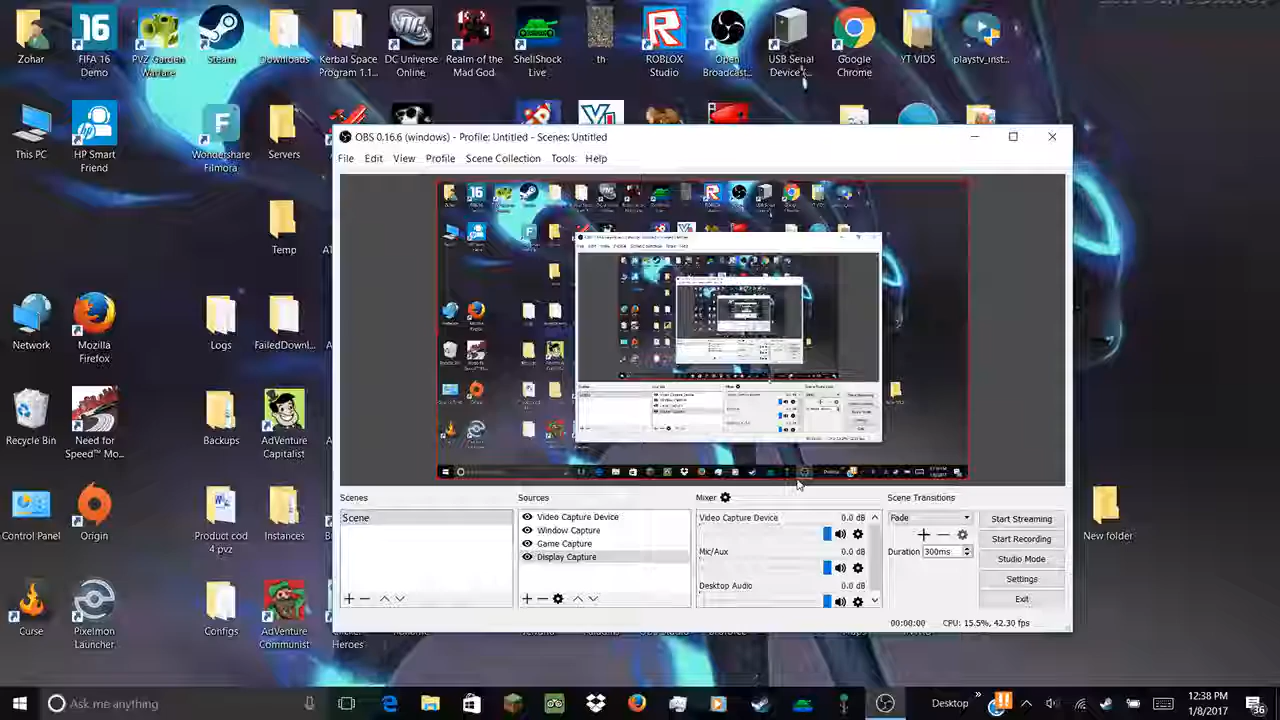 Zohar
FIFA 16 Demo
PVZ Garden Warfare
Steam
Downloads
Kerbal Space Program 1.1...
DC Universe Online
Realm of the Mad God
ShellShock Live
th-
ROBLOX Studio
Open Broadcast...
USB Serial Device (...
Google Chrome
YT VIDS
playstv_inst...
This PC
HP Smart Friend
Wondershare Filmora
Servers
OBS 0.16.6 (windows) - Profile: Untitled - Scenes: Untitled
File Edit View Profile Scene Collection Tools Help
Temp
Network
Mozilla Firefox
Logs
FailedDown...
Recycle Bin
Need for Speed Mo...
Backups
AdVenture Capitalist
Control Panel
Origin
Product cod 4 pvz
Instances
New folder
Curse
Pixelmon Launcher
Configs
AdVenture Communist
Heroes
Scenes
Scene
Sources
Video Capture Device
Window Capture
Game Capture
Display Capture
Mixer
Video Capture Device 0.0 dB
Mic/Aux 0.0 dB
Desktop Audio 0.0 dB
Scene Transitions
Fade
Duration 300ms
Start Streaming
Start Recording
Studio Mode
Settings
Exit
00:00:00 CPU: 15.5%, 42.30 fps
Ask me anything
Desktop
12:38 PM
1/8/2017